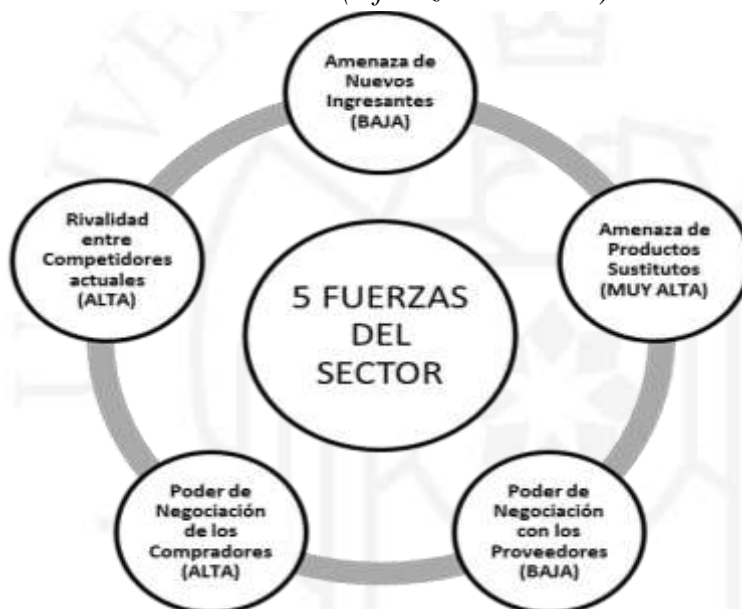 Amenaza de
Nuevos
Ingresantes
(BAJA)
Rivalidad
entre
Competidores
actuales
(ALTA)
Amenaza de
Productos
Sustitutos
(MUY ALTA)
5 FUERZAS
DEL
SECTOR
Poder de
Negociación
de los
Compradores
(ALTA)
Poder de
Negociación
con los
Proveedores
(BAJA)